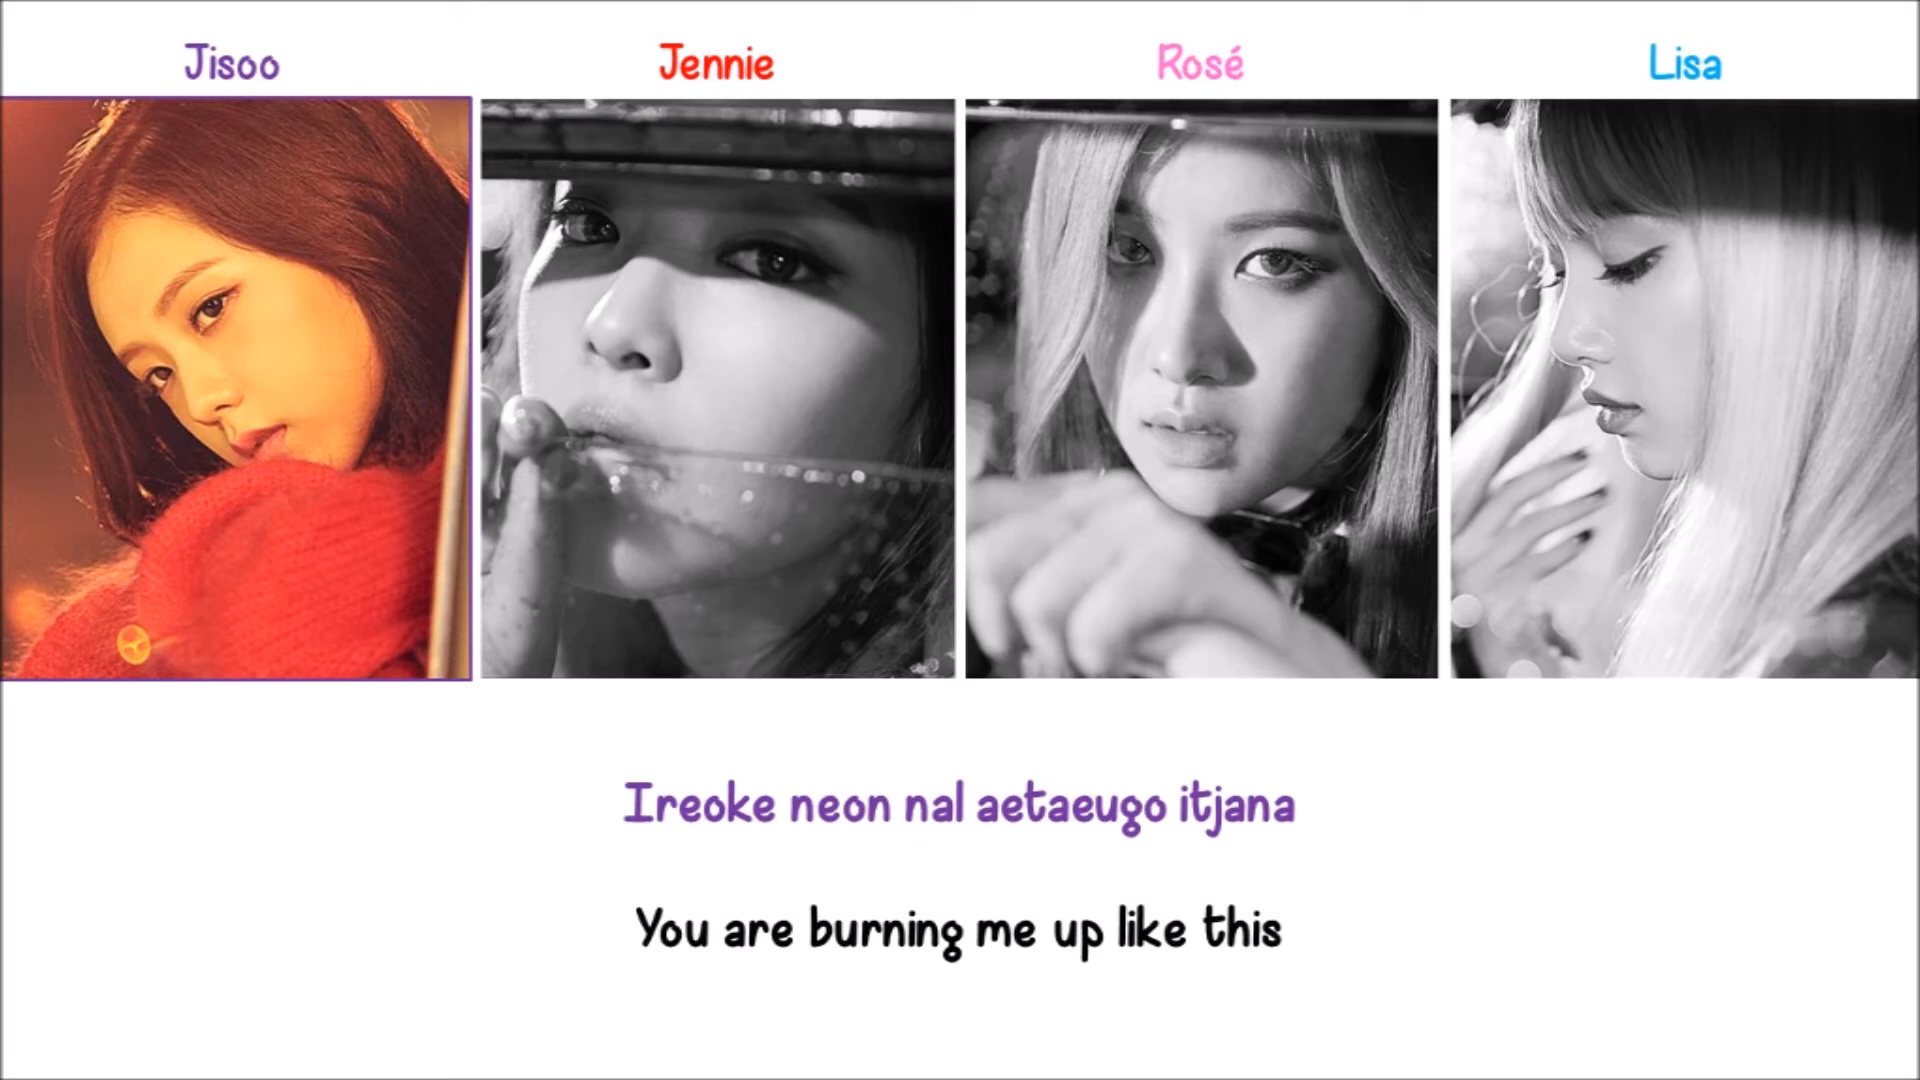 Jisoo
Jennie
Rosé
Lisa
Ireoke neon nal aetaeugo itjana
You are burning me up like this